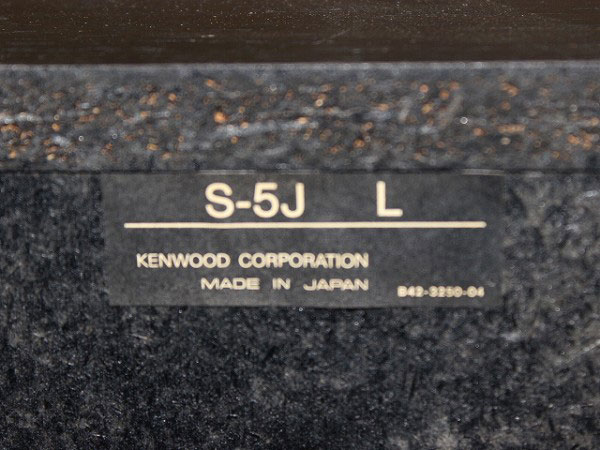 S-5J L
KENWOOD CORPORATION
MADE IN JAPAN
B42-3250-04